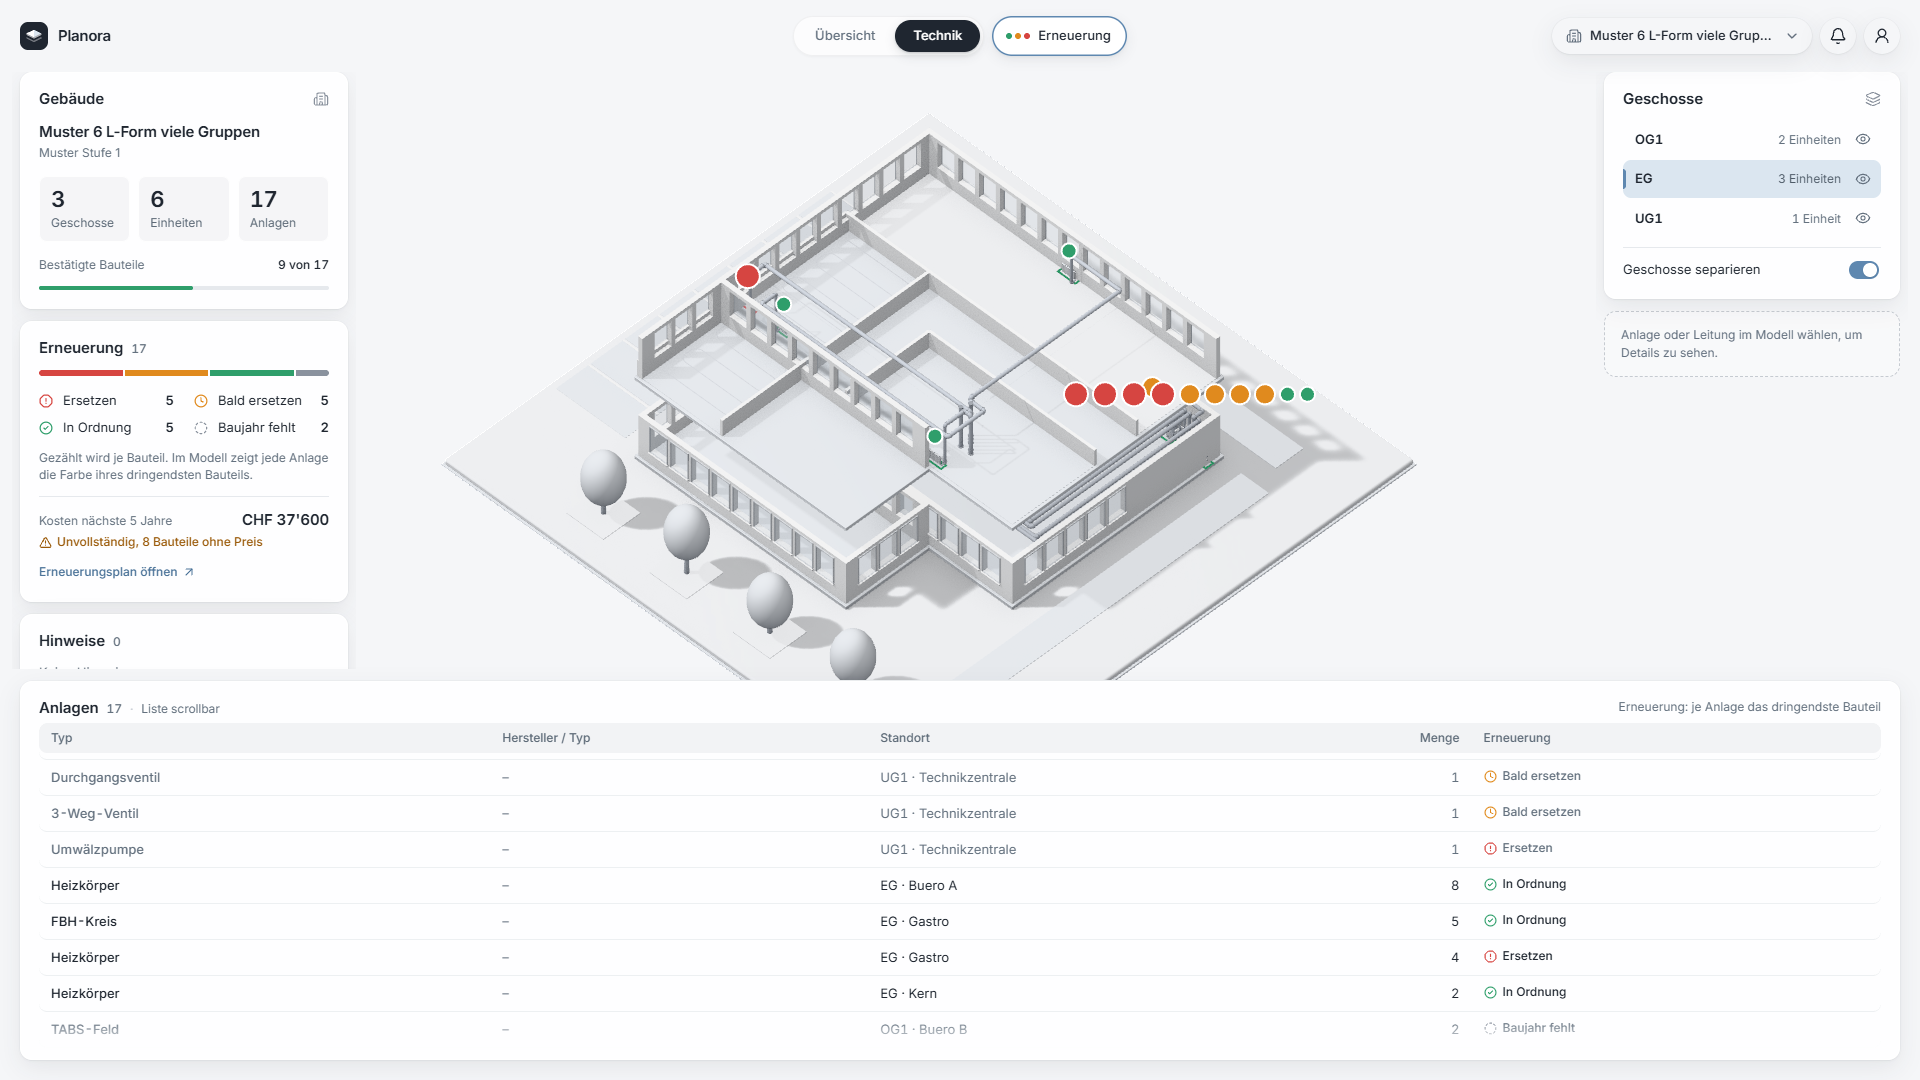 Planora
Übersicht
Technik
Erneuerung
Muster 6 L-Form viele Grup...
Gebäude
Muster 6 L-Form viele Gruppen
Muster Stufe 1
3 6 17
Geschosse Einheiten Anlagen
Bestätigte Bauteile 9 von 17
Erneuerung 17
Ersetzen 5 Bald ersetzen 5
In Ordnung 5 Baujahr fehlt 2
Gezählt wird je Bauteil. Im Modell zeigt jede Anlage
die Farbe ihres dringendsten Bauteils.
Kosten nächste 5 Jahre CHF 37'600
Unvollständig, 8 Bauteile ohne Preis
Erneuerungsplan öffnen
Hinweise 0
Geschosse
OG1 2 Einheiten
EG 3 Einheiten
UG1 1 Einheit
Geschosse separieren
Anlage oder Leitung im Modell wählen, um
Details zu sehen.
Anlagen 17 · Liste scrollbar
Erneuerung: je Anlage das dringendste Bauteil
Typ Hersteller / Typ Standort Menge Erneuerung
Durchgangsventil – UG1 · Technikzentrale 1 Bald ersetzen
3-Weg-Ventil – UG1 · Technikzentrale 1 Bald ersetzen
Umwälzpumpe – UG1 · Technikzentrale 1 Ersetzen
Heizkörper – EG · Buero A 8 In Ordnung
FBH-Kreis – EG · Gastro 5 In Ordnung
Heizkörper – EG · Gastro 4 Ersetzen
Heizkörper – EG · Kern 2 In Ordnung
TABS-Feld – OG1 · Buero B 2 Baujahr fehlt